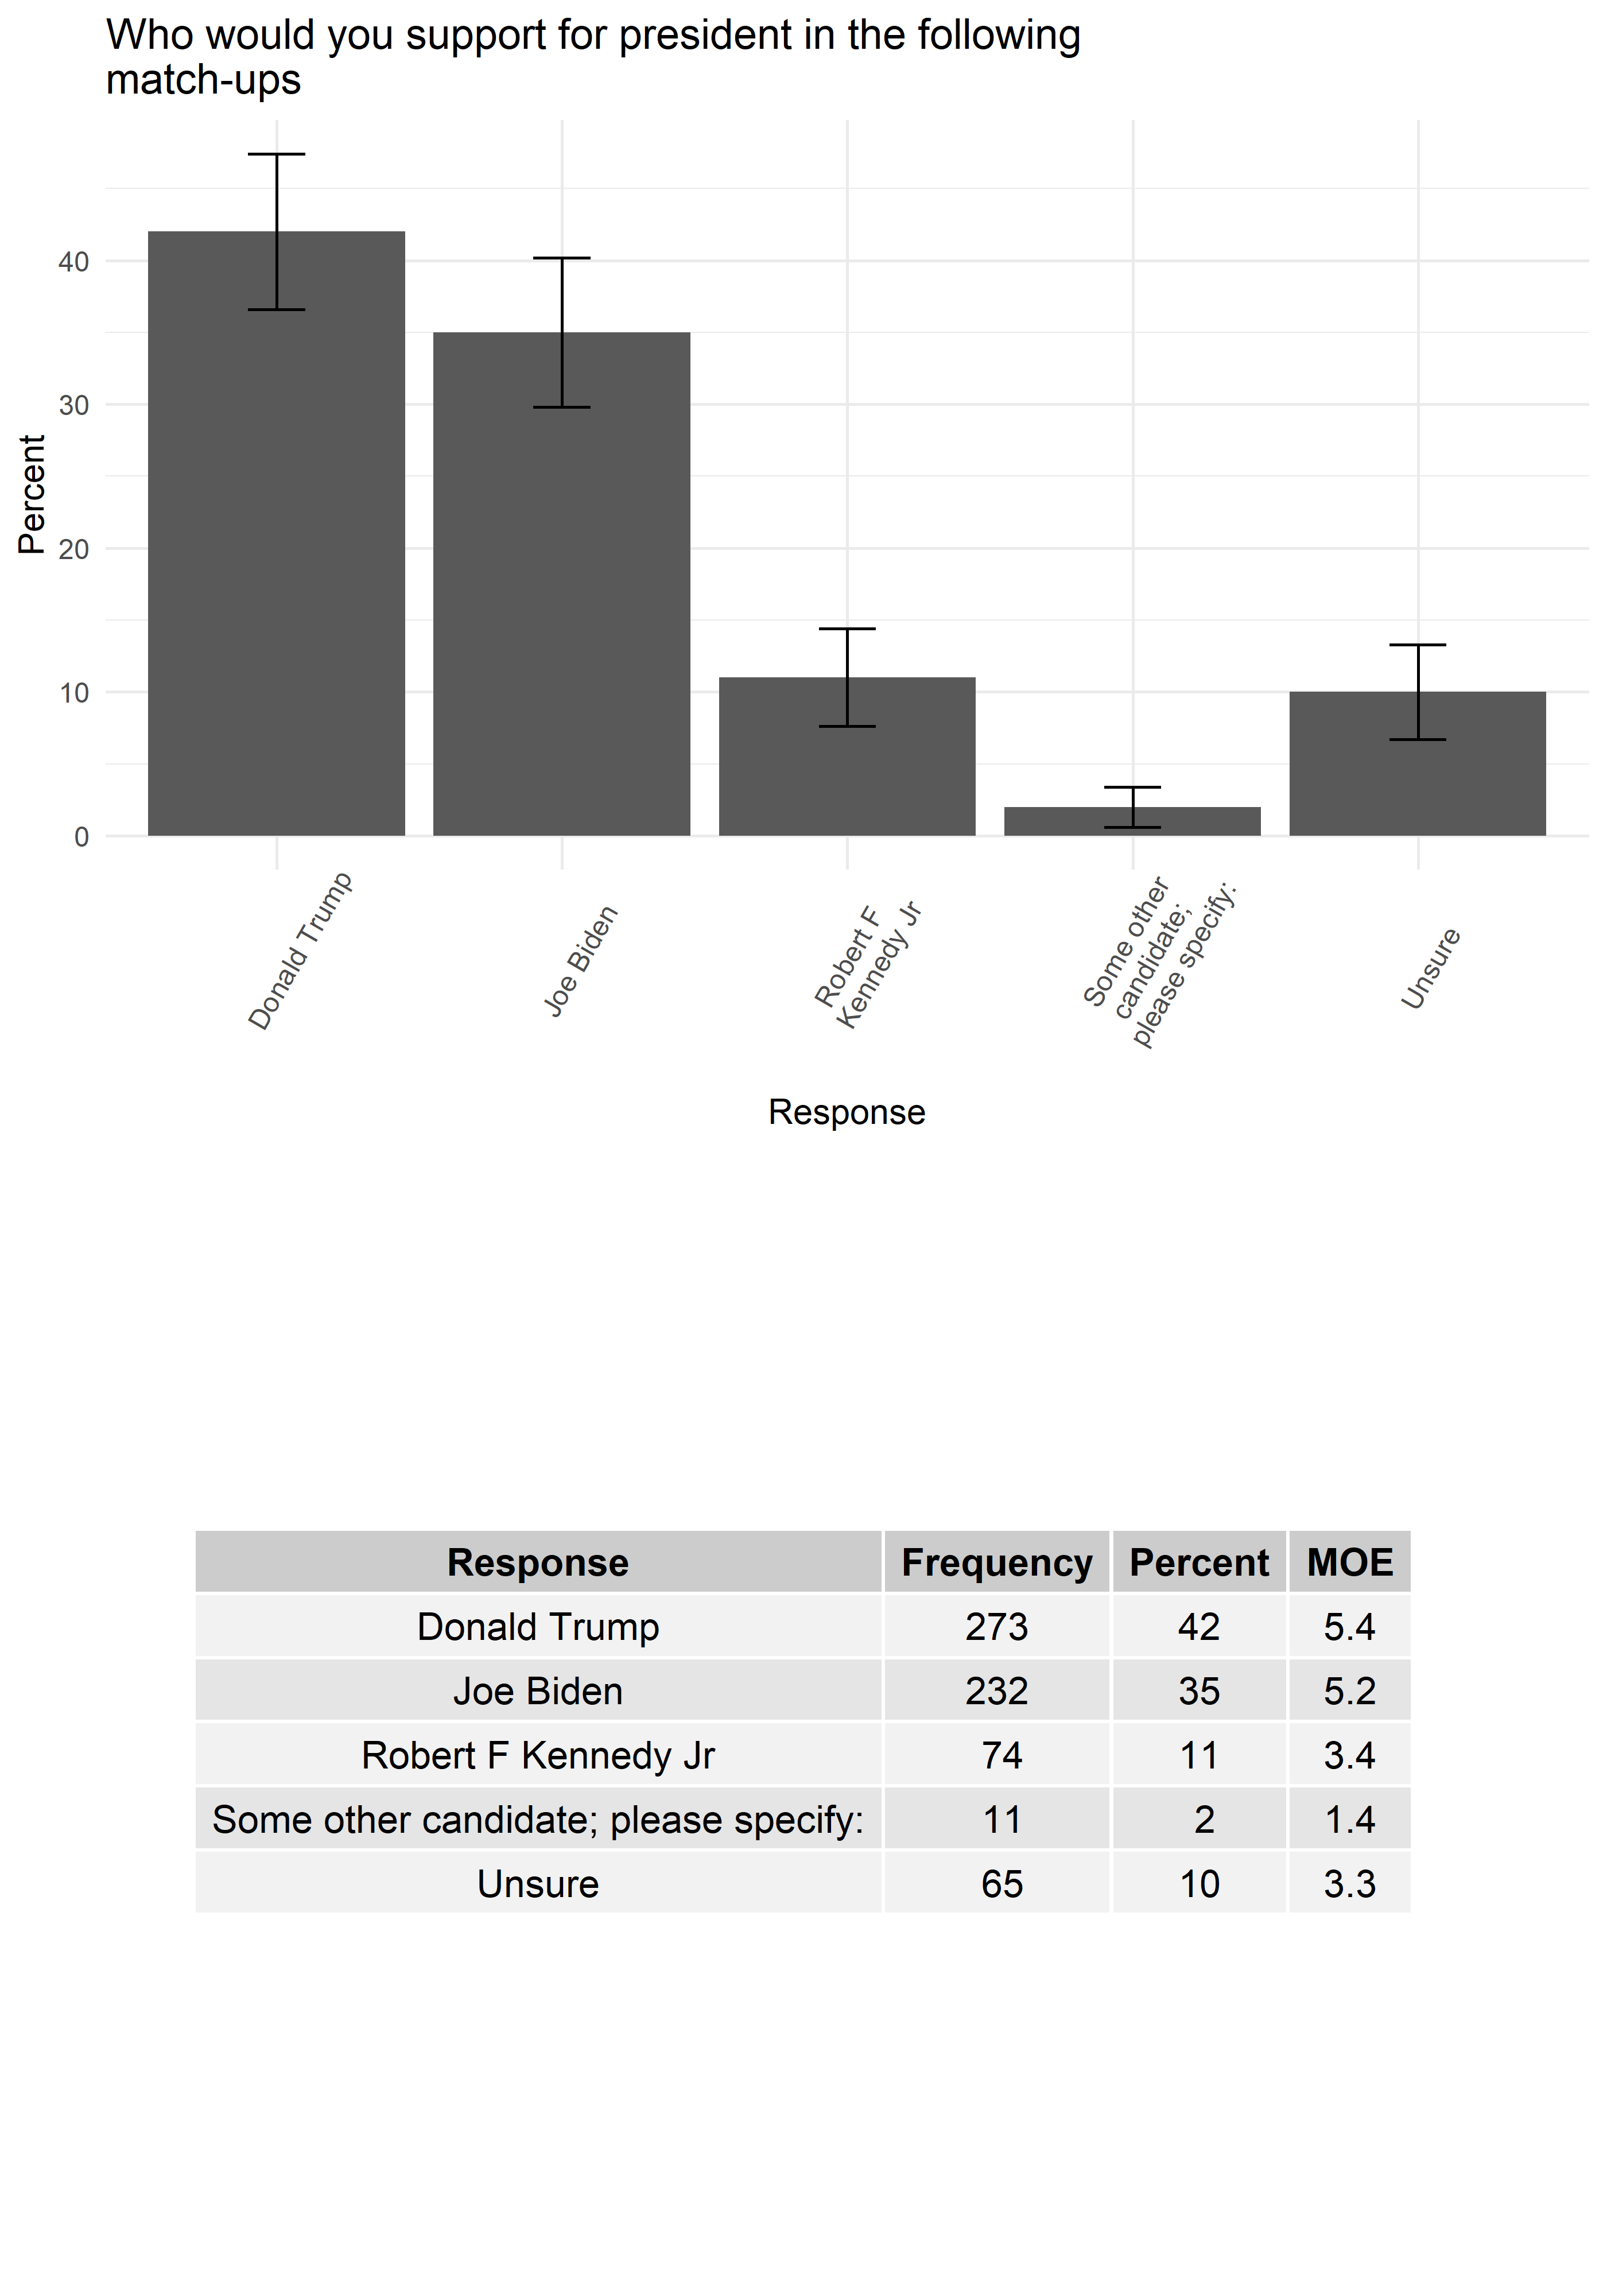 Who would you support for president in the following
match-ups
Percent
40
30
20
10
0
Donald Trump
Joe Biden
Robert F
Kennedy Jr
Some other
candidate;
please specify:
Unsure
Response
Response Frequency Percent MOE
Donald Trump 273 42 5.4
Joe Biden 232 35 5.2
Robert F Kennedy Jr 74 11 3.4
Some other candidate; please specify: 11 2 1.4
Unsure 65 10 3.3